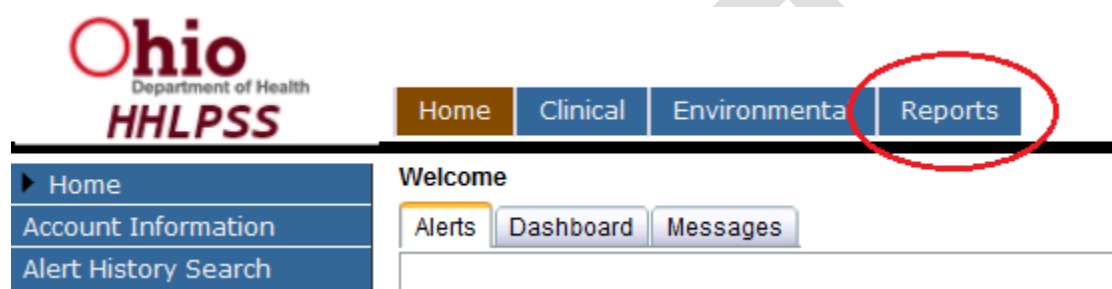 Ohio
Department of Health
HHLPSS
Home Clinical Environmenta Reports
Home
Account Information
Alert History Search
Welcome
Alerts Dashboard Messages